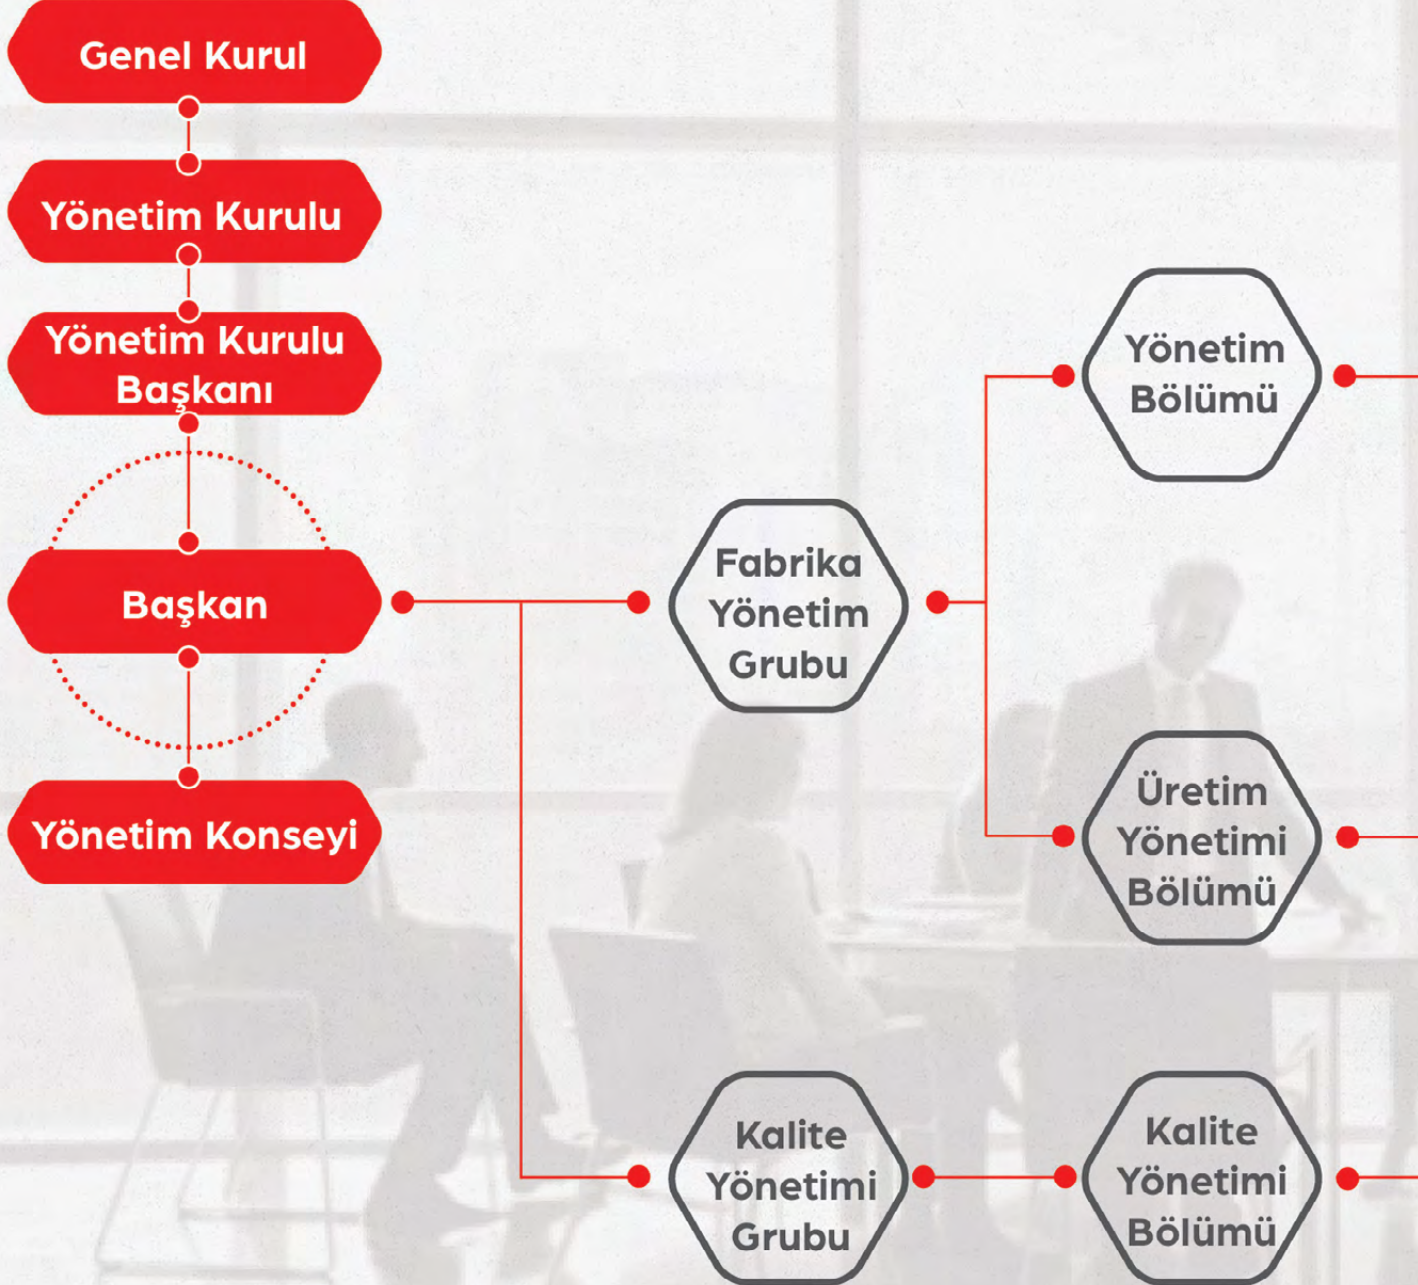 Genel Kurul
Yönetim Kurulu
Yönetim Kurulu
Başkanı
Başkan
Yönetim Konseyi
Fabrika
Yönetim
Grubu
Yönetim
Bölümü
Üretim
Yönetimi
Bölümü
Kalite
Yönetimi
Grubu
Kalite
Yönetimi
Bölümü